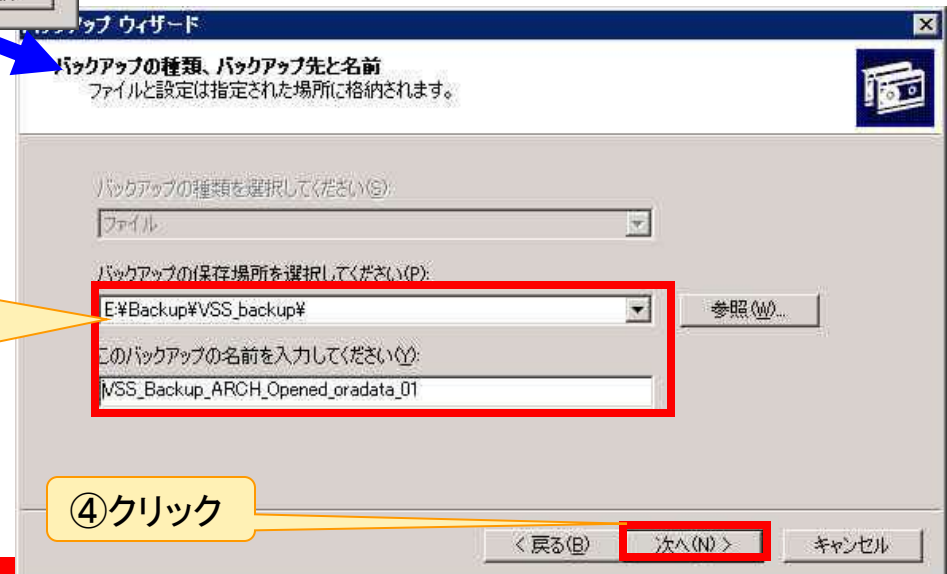 バックアップ ウィザード
バックアップの種類、バックアップ先と名前
ファイルと設定は指定された場所に格納されます。
バックアップの種類を選択してください(S):
ファイル
バックアップの保存場所を選択してください(P):
E:¥Backup¥VSS_backup¥
参照(W)...
このバックアップの名前を入力してください(Y):
VSS_Backup_ARCH_Opened_oradata_01
④クリック
< 戻る(B)
次へ(N) >
キャンセル